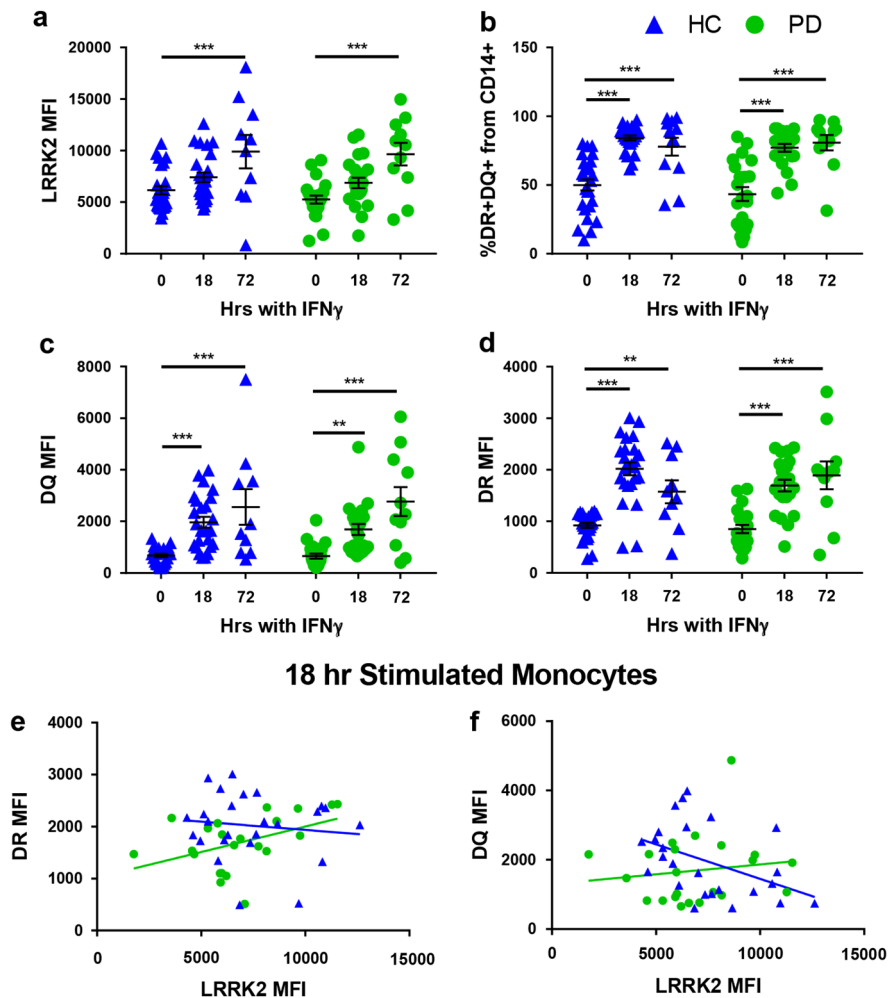 a
LRRK2 MFI
20000
15000
10000
5000
0
***
***
0 18 72 0 18 72
Hrs with IFNγ
b
HC PD
%DR+DQ+ from CD14+
150
100
50
0
***
***
***
***
0 18 72 0 18 72
Hrs with IFNγ
c
DQ MFI
8000
6000
4000
2000
0
***
***
***
**
0 18 72 0 18 72
Hrs with IFNγ
d
DR MFI
4000
3000
2000
1000
0
**
***
***
***
0 18 72 0 18 72
Hrs with IFNγ
18 hr Stimulated Monocytes
e
DR MFI
4000
3000
2000
1000
0
0 5000 10000 15000
LRRK2 MFI
f
DQ MFI
6000
4000
2000
0
0 5000 10000 15000
LRRK2 MFI